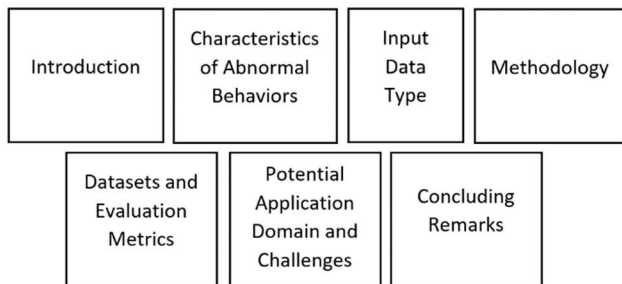 Introduction
Characteristics
of Abnormal
Behaviors
Input
Data
Type
Methodology
Datasets and
Evaluation
Metrics
Potential
Application
Domain and
Challenges
Concluding
Remarks